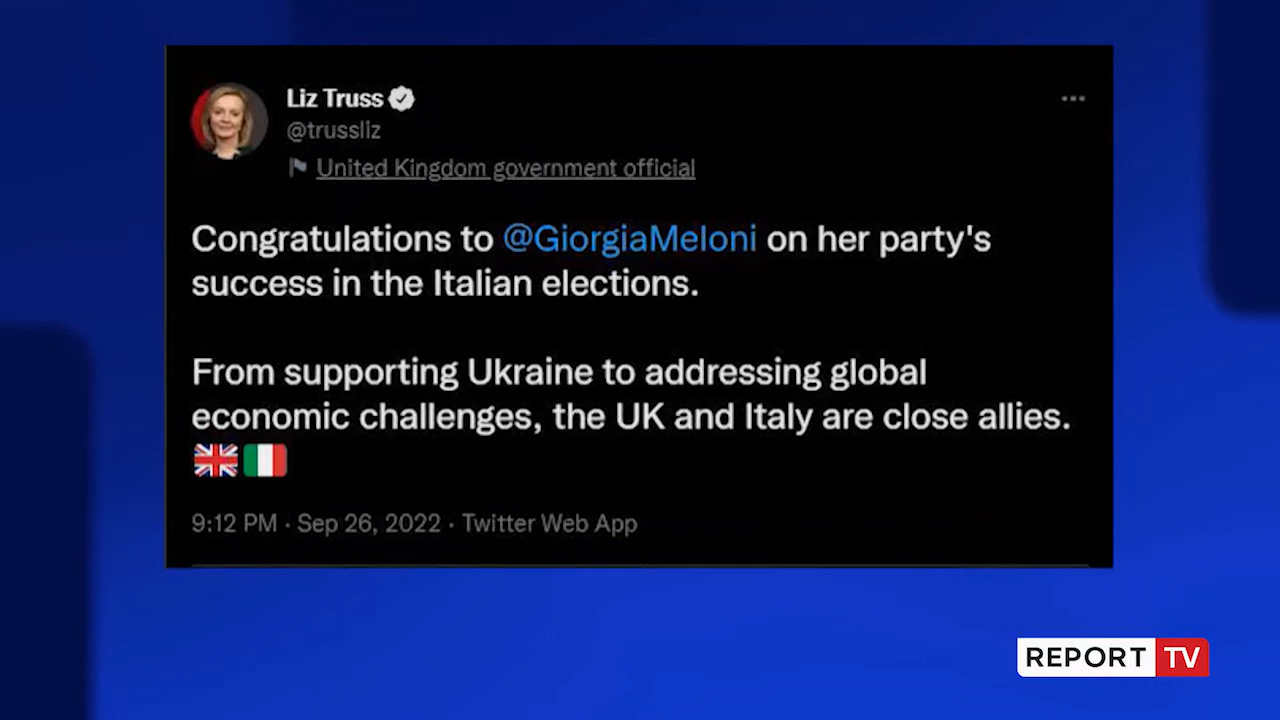 Liz Truss
@trussliz
United Kingdom government official
Congratulations to @GiorgiaMeloni on her party's
success in the Italian elections.
From supporting Ukraine to addressing global
economic challenges, the UK and Italy are close allies.
9:12 PM · Sep 26, 2022 · Twitter Web App
REPORT TV